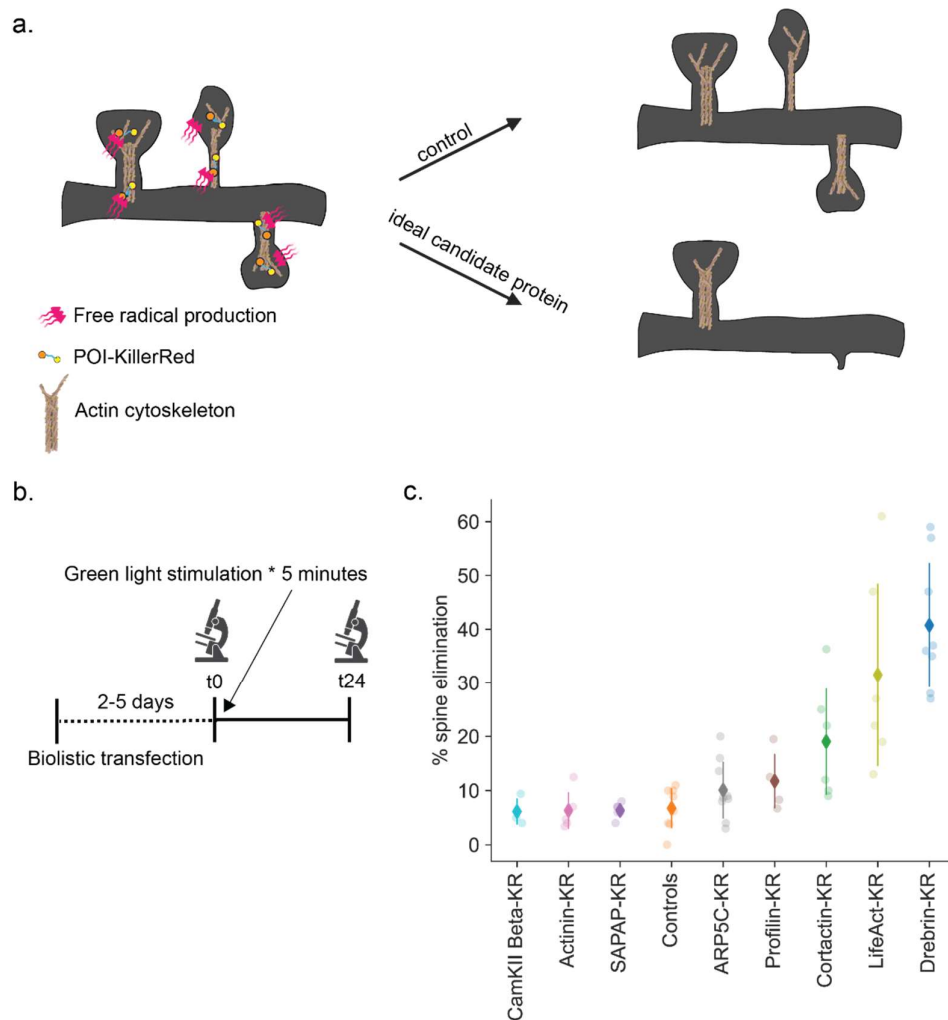 a.
control
ideal candidate protein
Free radical production
POI-KillerRed
Actin cytoskeleton
b.
Green light stimulation * 5 minutes
t0
t24
2-5 days
Biolistic transfection
c.
% spine elimination
60
50
40
30
20
10
0
CamKII Beta-KR
Actinin-KR
SAPAP-KR
Controls
ARP5C-KR
Profilin-KR
Cortactin-KR
LifeAct-KR
Drebrin-KR